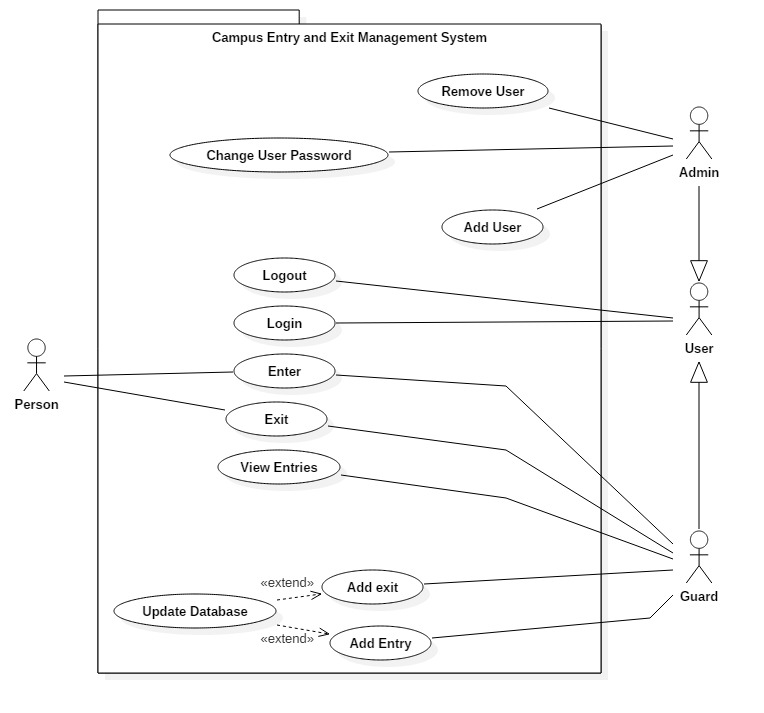 Campus Entry and Exit Management System
Remove User
Change User Password
Admin
Add User
Logout
Login
User
Enter
Person
Exit
View Entries
«extend»
Add exit
Guard
Update Database
«extend»
Add Entry